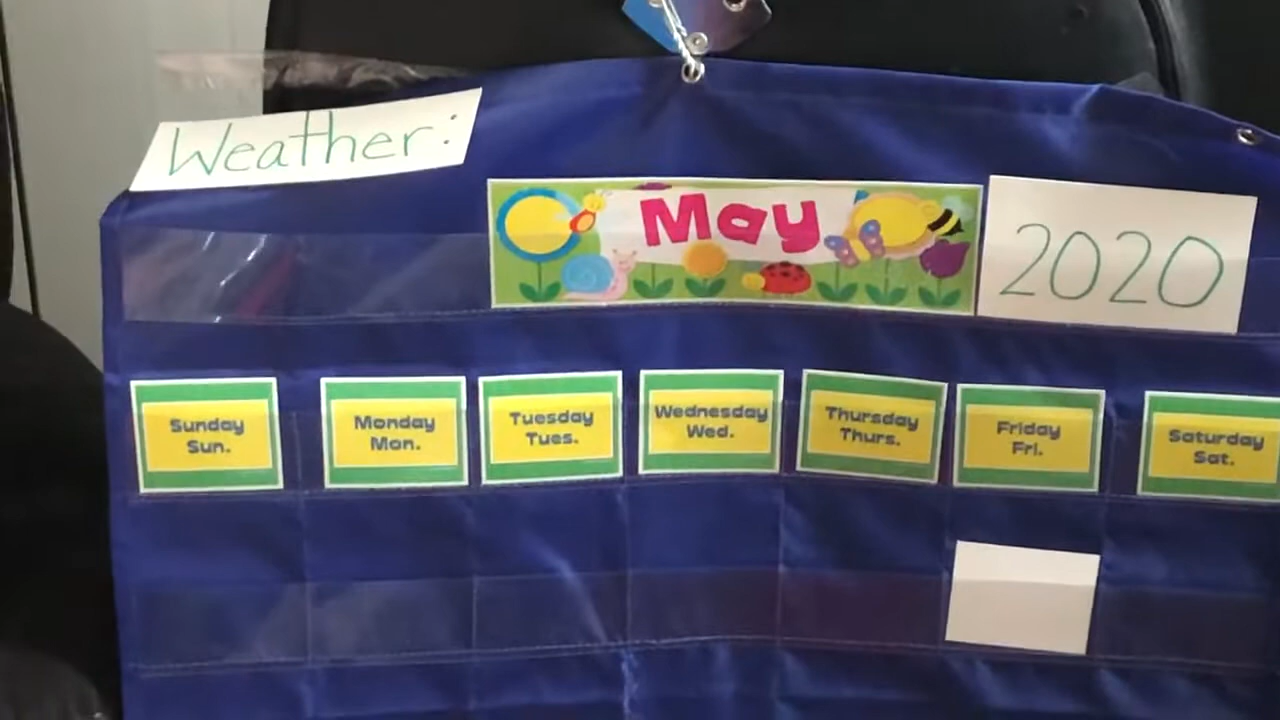 Weather:
May
2020
Sunday
Sun.
Monday
Mon.
Tuesday
Tues.
Wednesday
Wed.
Thursday
Thurs.
Friday
Fri.
Saturday
Sat.